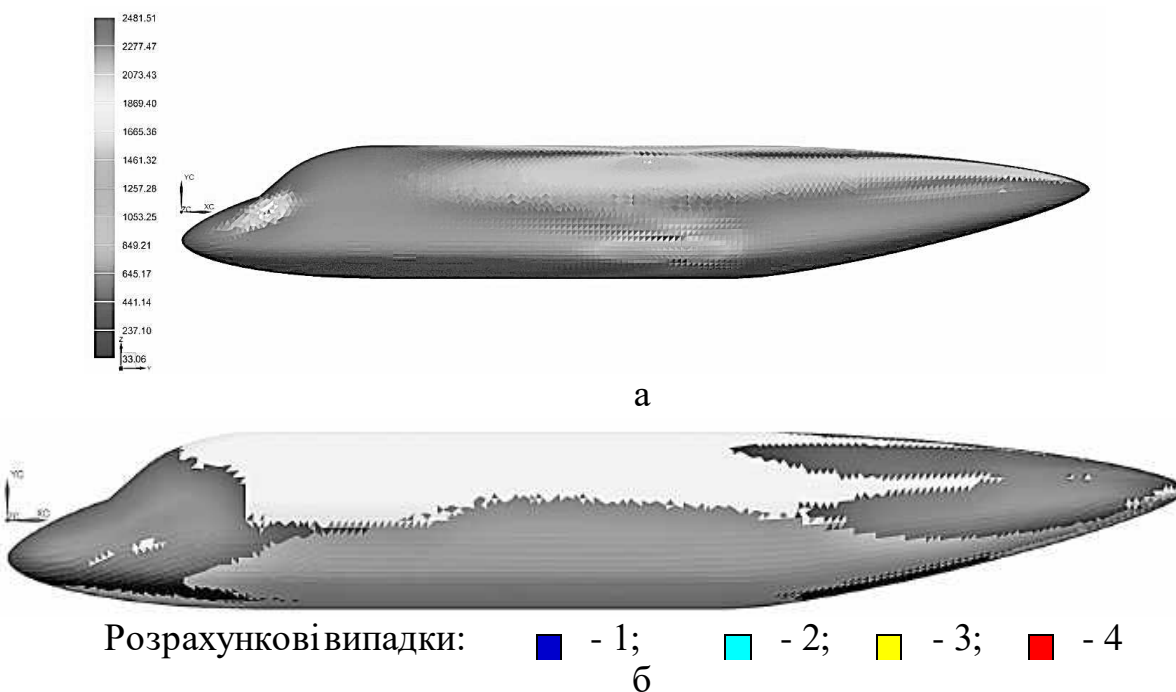 2481.51
2277.47
2073.43
1869.40
1665.36
1461.32
1257.28
1053.25
849.21
645.17
441.14
237.10
33.06
Z
Y
YC
ZC XC
а
YC
XC
Розрахункові випадки: - 1; - 2; - 3; - 4
б